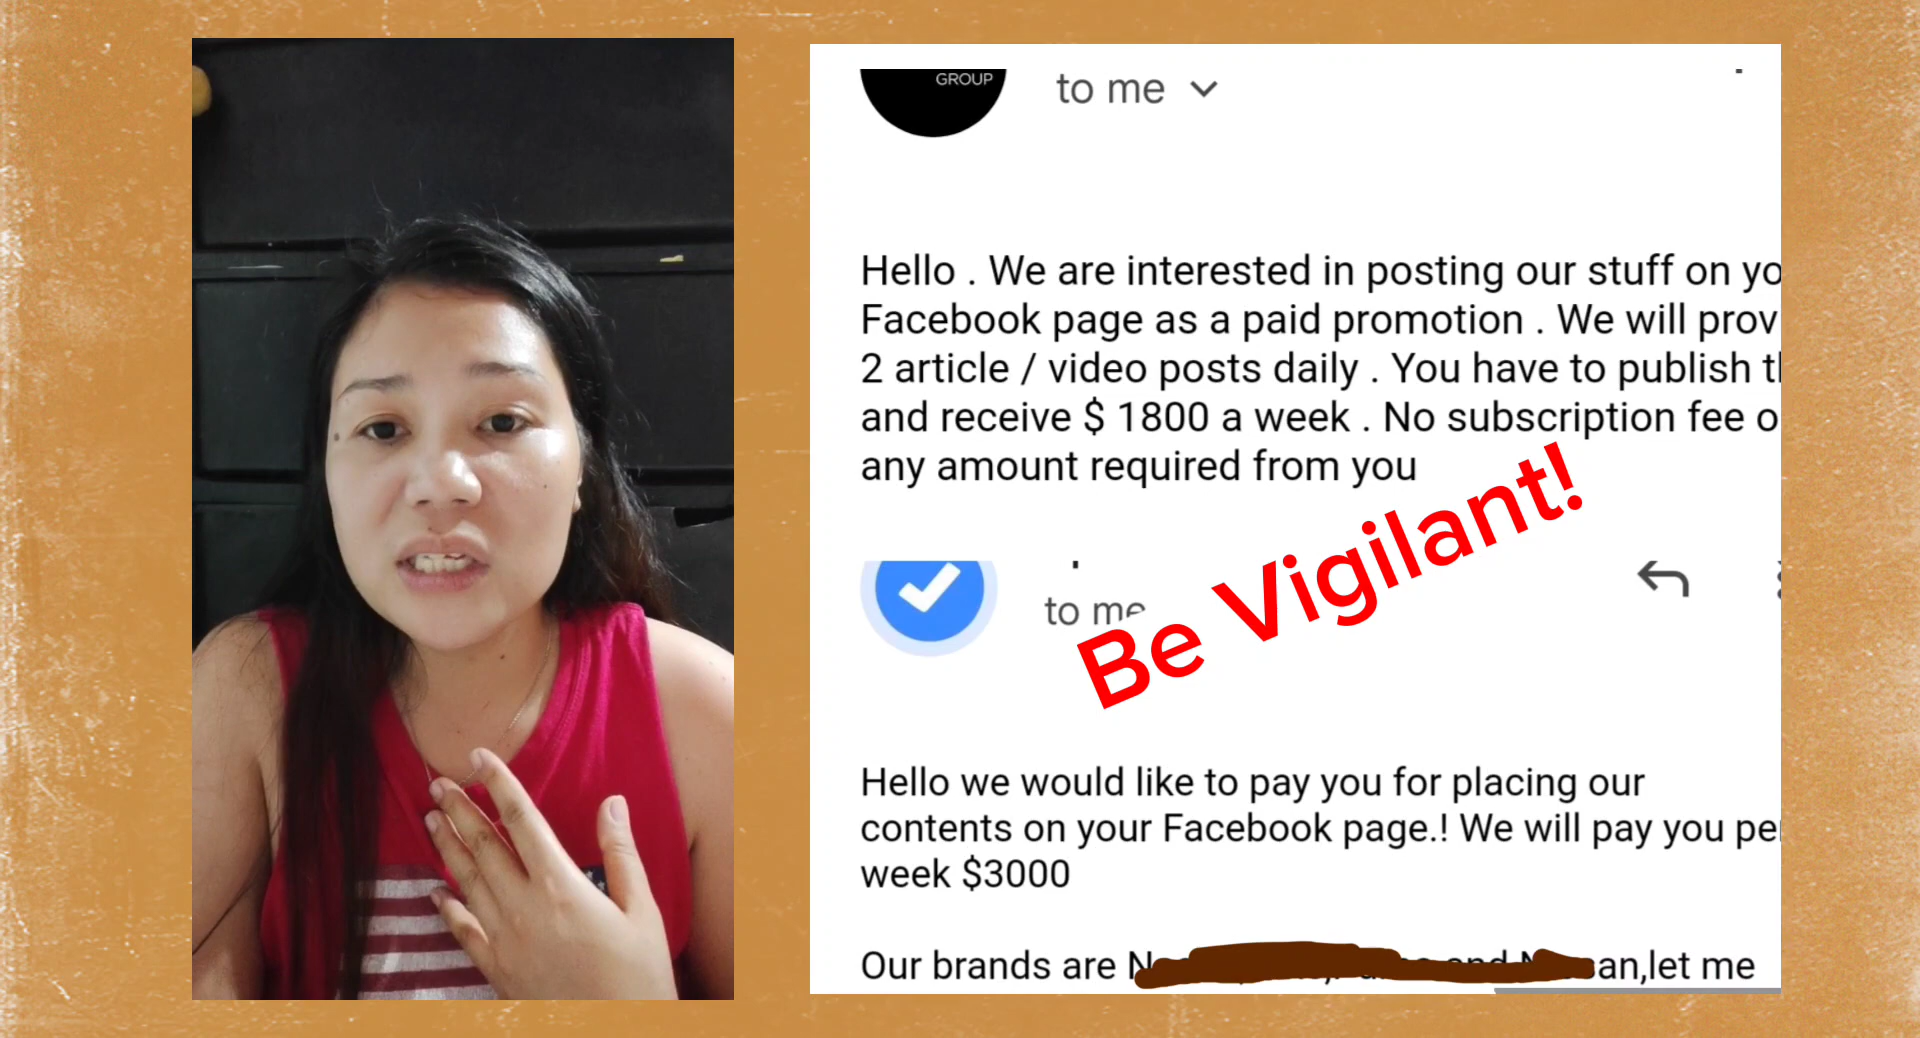 GROUP
to me
Hello . We are interested in posting our stuff on yo
Facebook page as a paid promotion . We will prov
2 article / video posts daily . You have to publish t
and receive $ 1800 a week . No subscription fee o
any amount required from you
Be Vigilant!
to me
Hello we would like to pay you for placing our
contents on your Facebook page.! We will pay you pe
week $3000
Our brands are N and an,let me